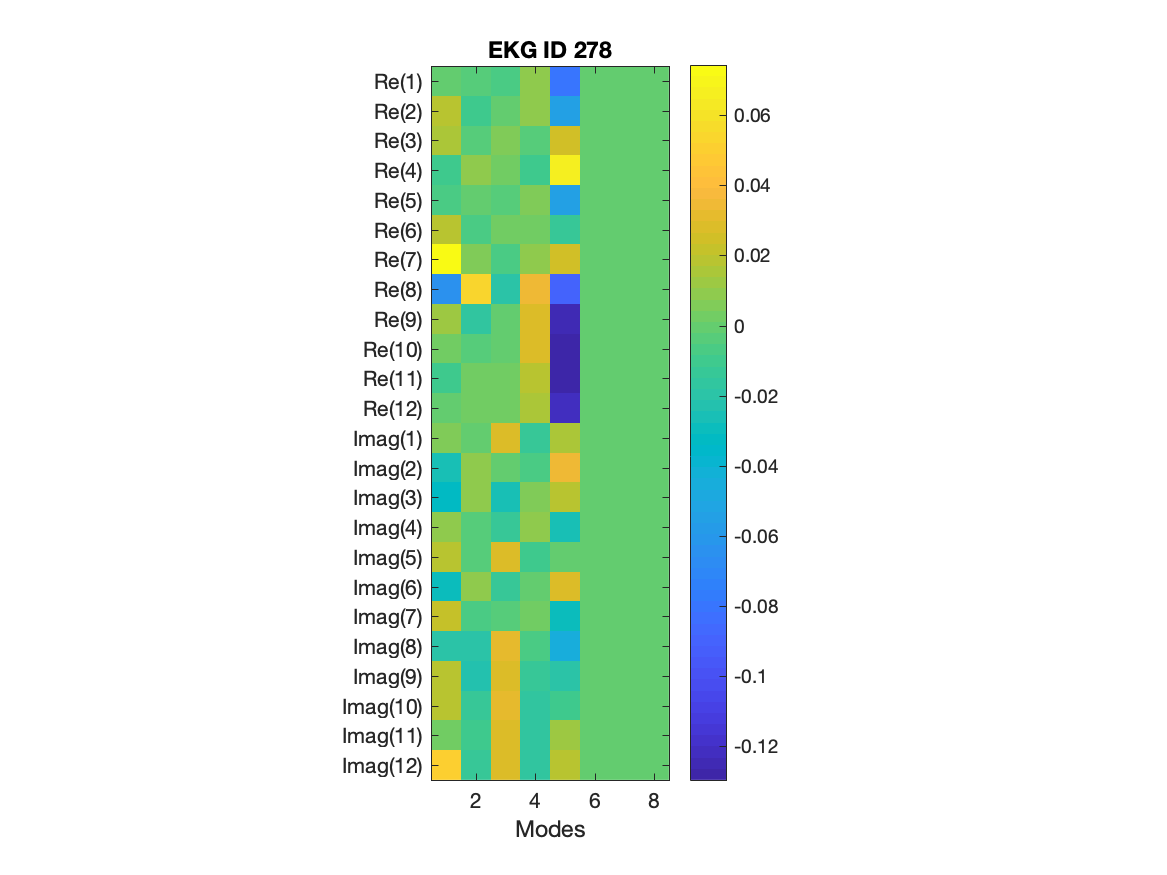 EKG ID 278
Re(1)
Re(2)
Re(3)
Re(4)
Re(5)
Re(6)
Re(7)
Re(8)
Re(9)
Re(10)
Re(11)
Re(12)
Imag(1)
Imag(2)
Imag(3)
Imag(4)
Imag(5)
Imag(6)
Imag(7)
Imag(8)
Imag(9)
Imag(10)
Imag(11)
Imag(12)
2 4 6 8
Modes
0.06
0.04
0.02
0
-0.02
-0.04
-0.06
-0.08
-0.1
-0.12